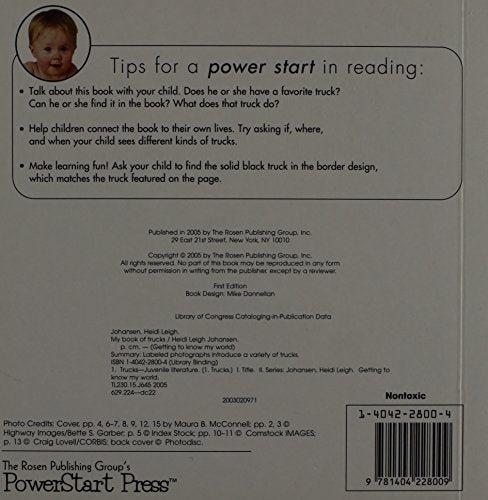 Tips for a power start in reading:
• Talk about this book with your child. Does he or she have a favorite truck?
Can he or she find it in the book? What does that truck do?
• Help children connect the book to their own lives. Try asking if, where,
and when your child sees different kinds of trucks.
• Make learning fun! Ask your child to find the solid black truck in the border design,
which matches the truck featured on the page.
Published in 2005 by The Rosen Publishing Group, Inc.
29 East 21st Street, New York, NY 10010
Copyright © 2005 by The Rosen Publishing Group, Inc.
All rights reserved. No part of this book may be reproduced in any form
without permission in writing from the publisher, except by a reviewer.
First Edition
Book Design: Mike Donnellan
Library of Congress Cataloging-in-Publication Data
Johansen, Heidi Leigh.
My book of trucks / Heidi Leigh Johansen.
p. cm. — (Getting to know my world)
Summary: Labeled photographs introduce a variety of trucks.
ISBN 1-4042-2800-4 (Library Binding)
1. Trucks—Juvenile literature. (1. Trucks.) I. Title. II. Series: Johansen, Heidi Leigh. Getting to
know my world.
TL230.15.J645 2005
629.224—dc22
2003020971
Photo Credits: Cover, pp. 4, 6–7, 8, 9, 12, 15 by Maura B. McConnell; pp. 2, 3 ©
Highway Images/Bette S. Garber; p. 5 © Index Stock; pp. 10–11 © Comstock IMAGES;
p. 13 © Craig Lovell/CORBIS; back cover © Photodisc.
Nontoxic
1-4042-2800-4
9 781404 228009
The Rosen Publishing Group's
PowerStart Press™